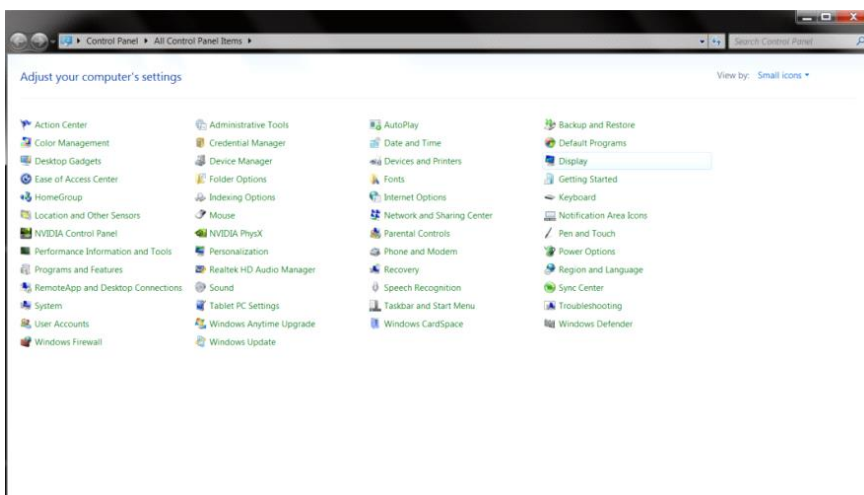 Control Panel ▸ All Control Panel Items ▸ Search Control Panel
Adjust your computer's settings View by: Small icons
Action Center Administrative Tools AutoPlay Backup and Restore
Color Management Credential Manager Date and Time Default Programs
Desktop Gadgets Device Manager Devices and Printers Display
Ease of Access Center Folder Options Fonts Getting Started
HomeGroup Indexing Options Internet Options Keyboard
Location and Other Sensors Mouse Network and Sharing Center Notification Area Icons
NVIDIA Control Panel NVIDIA PhysX Parental Controls Pen and Touch
Performance Information and Tools Personalization Phone and Modem Power Options
Programs and Features Realtek HD Audio Manager Recovery Region and Language
RemoteApp and Desktop Connections Sound Speech Recognition Sync Center
System Tablet PC Settings Taskbar and Start Menu Troubleshooting
User Accounts Windows Anytime Upgrade Windows CardSpace Windows Defender
Windows Firewall Windows Update